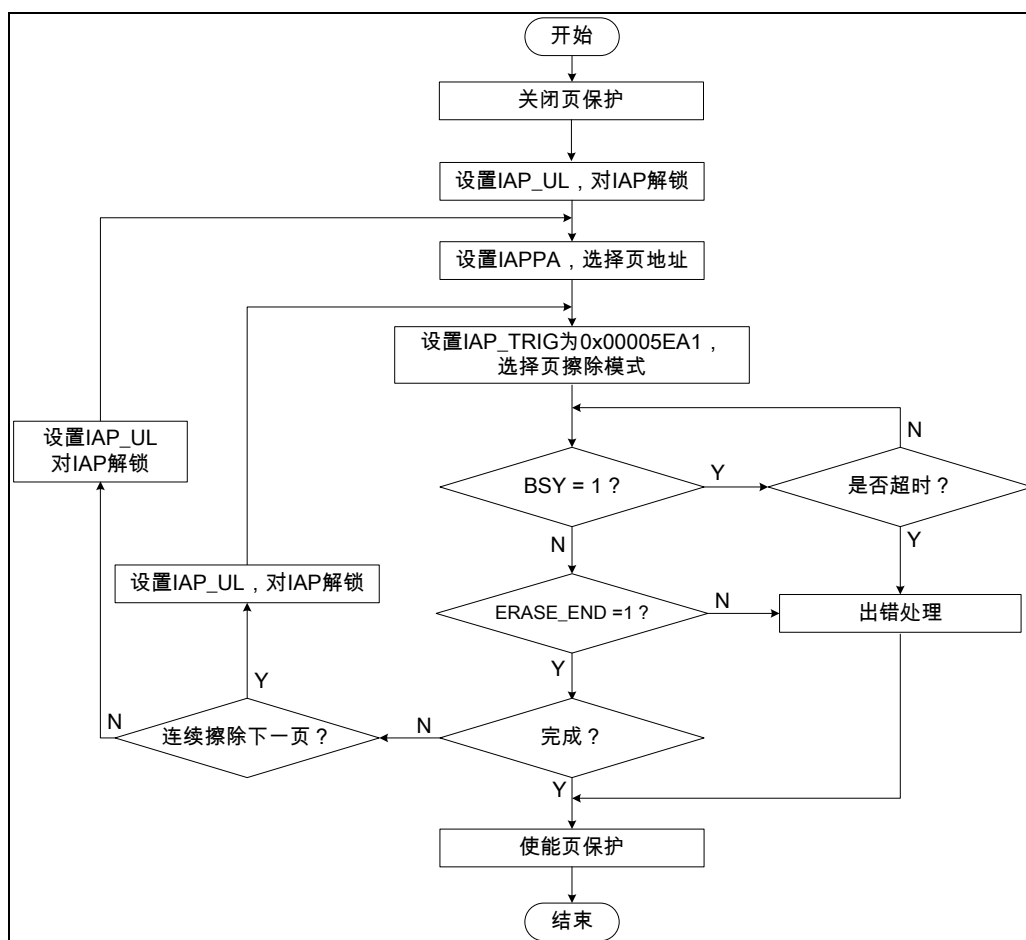 开始
关闭页保护
设置IAP_UL，对IAP解锁
设置IAPPA，选择页地址
设置IAP_TRIG为0x00005EA1，
选择页擦除模式
设置IAP_UL
对IAP解锁
N
BSY = 1？
Y
是否超时？
N
Y
设置IAP_UL，对IAP解锁
ERASE_END =1？
N
出错处理
Y
Y
N
连续擦除下一页？
N
完成？
Y
使能页保护
结束